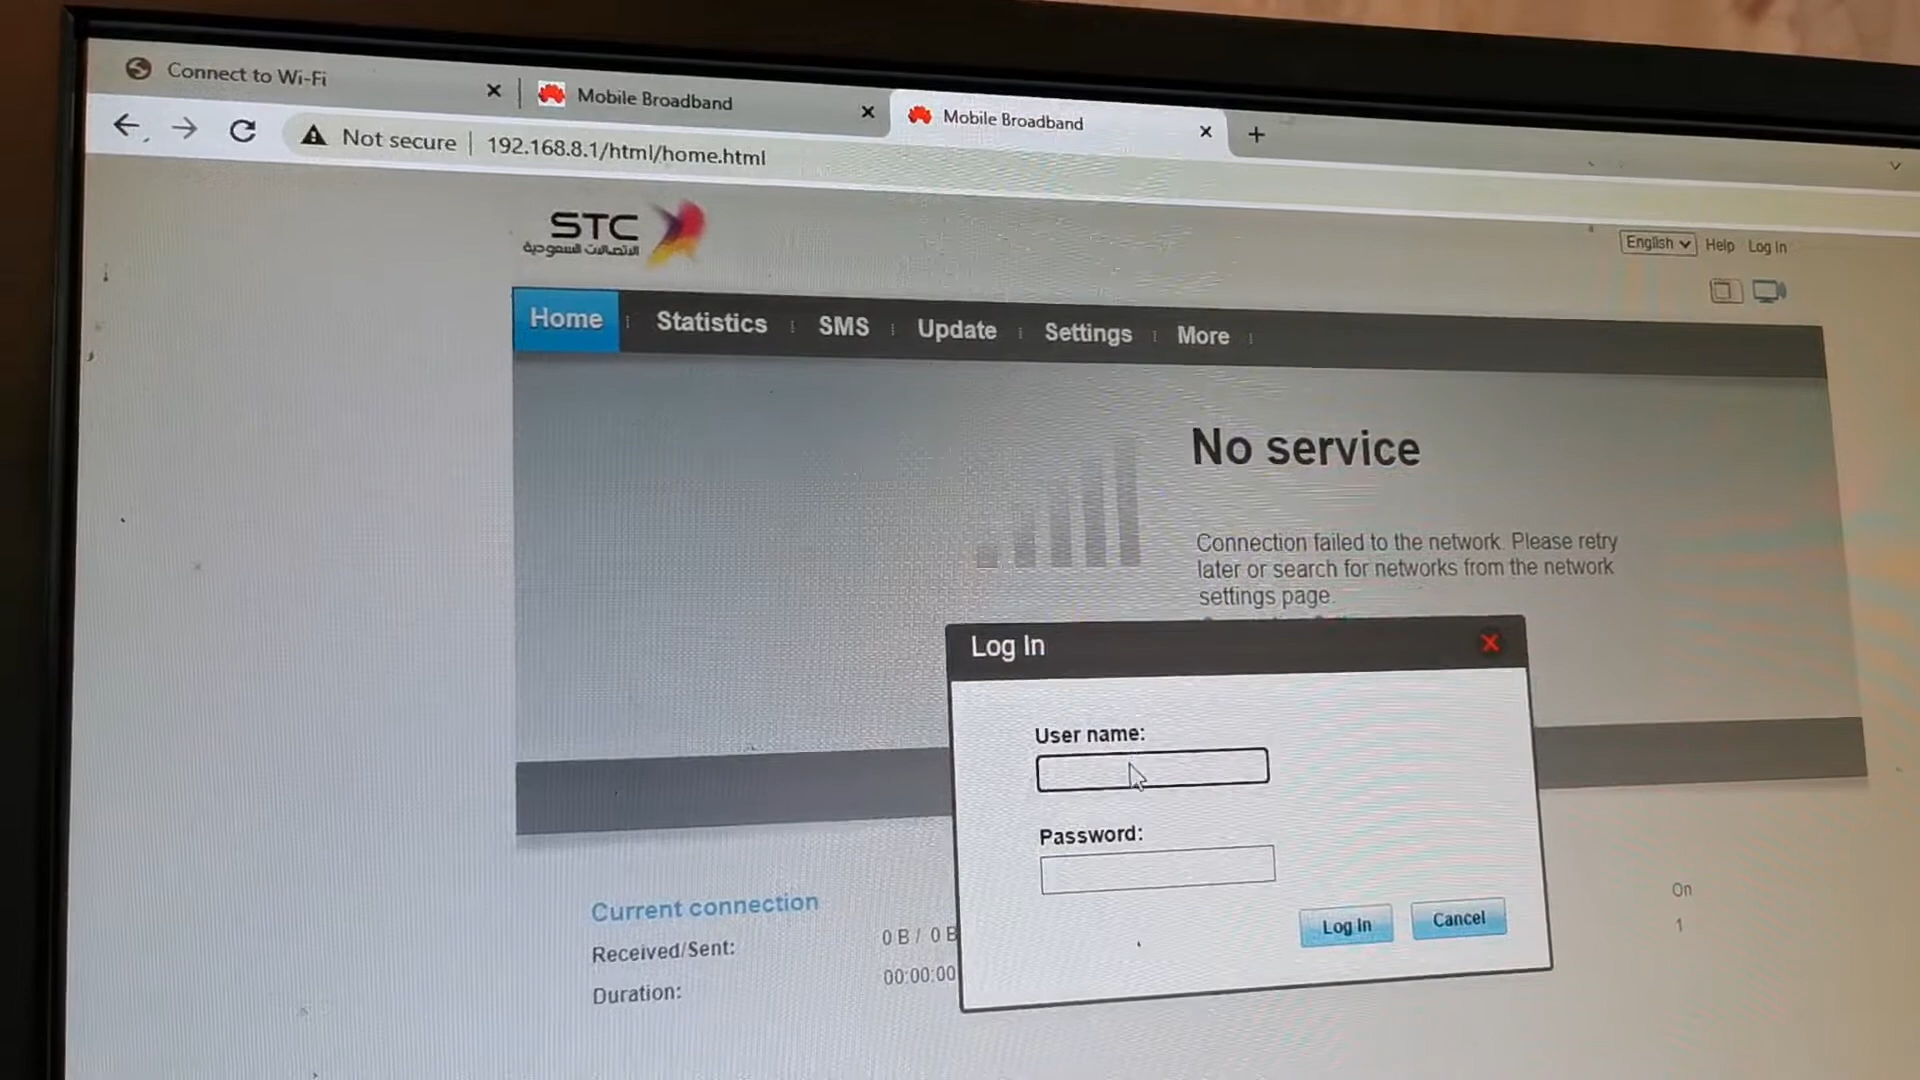 Connect to Wi-Fi
Mobile Broadband
Mobile Broadband
Not secure | 192.168.8.1/html/home.html
STC
الاتصالات السعودية
English Help Log In
Home Statistics SMS Update Settings More
No service
Connection failed to the network. Please retry
later or search for networks from the network
settings page.
Log In
User name:
Password:
Log In Cancel
Current connection
Received/Sent: 0 B / 0 B
Duration: 00:00:00
On
1